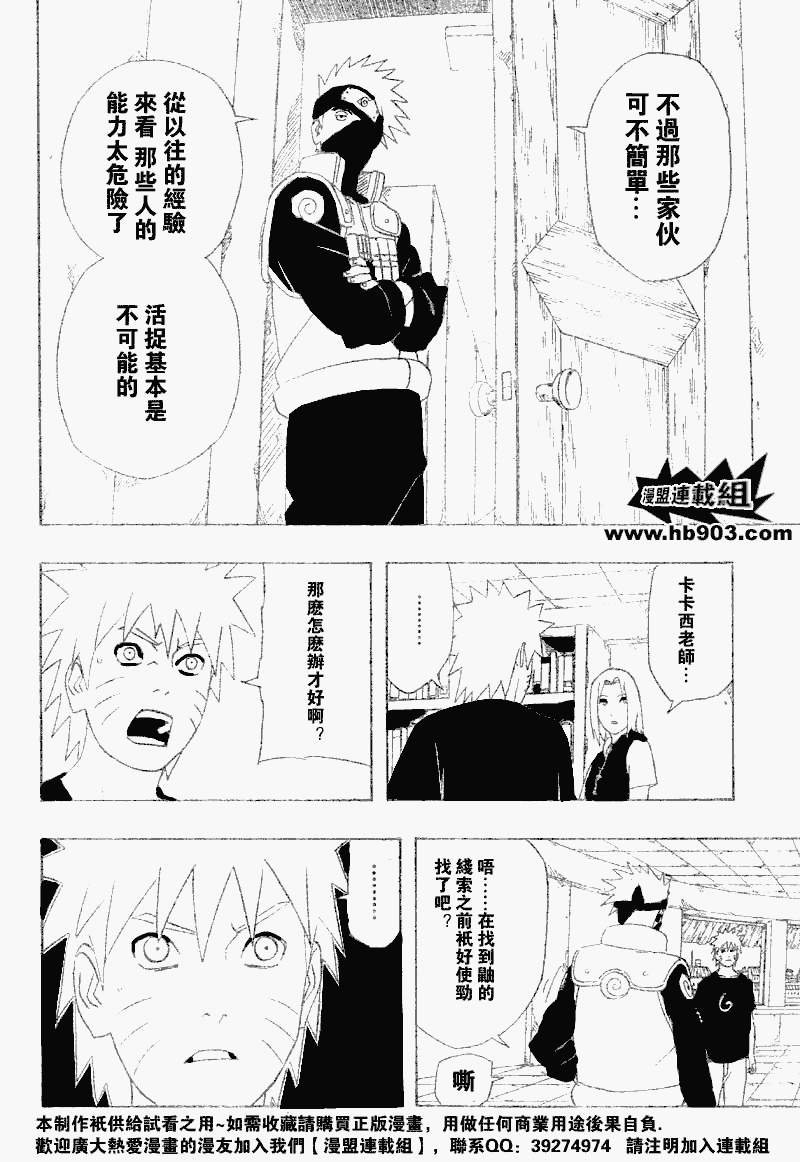 不過那些家伙
可不簡單…
從以往的經驗
來看 那些人的
能力太危險了
活捉基本是
不可能的
漫盟連載組
www.hb903.com
卡卡西老師…
………
那麽怎麽辦才好啊？
唔……在找到鼬的
綫索之前衹好使勁
找了吧？
嘶
………
本制作衹供給試看之用~如需收藏請購買正版漫畫，用做任何商業用途後果自負.
歡迎廣大熱愛漫畫的漫友加入我們【漫盟連載組】，聯系QQ：39274974 請注明加入連載組